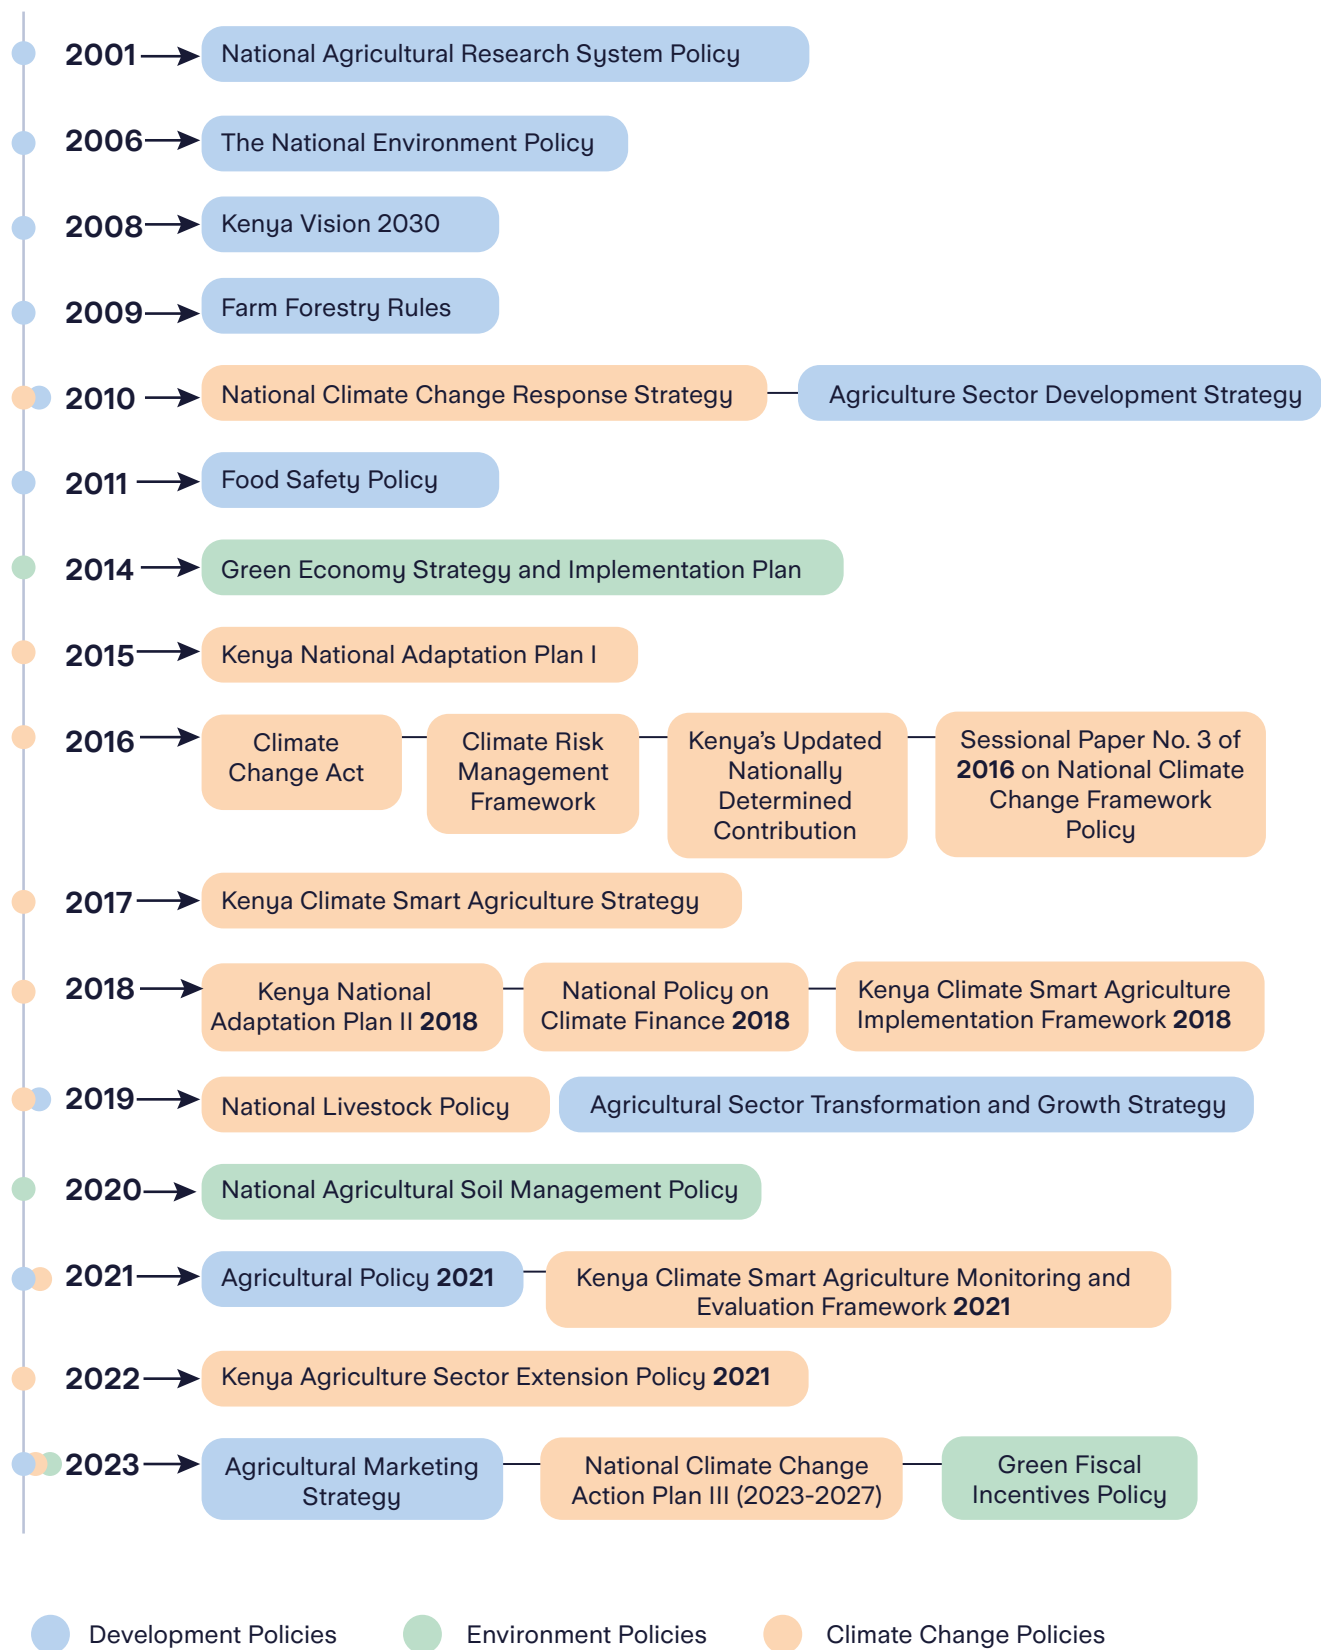 2001
National Agricultural Research System Policy
2006
The National Environment Policy
2008
Kenya Vision 2030
2009
Farm Forestry Rules
2010
National Climate Change Response Strategy
Agriculture Sector Development Strategy
2011
Food Safety Policy
2014
Green Economy Strategy and Implementation Plan
2015
Kenya National Adaptation Plan I
2016
Climate
Change Act
Climate Risk
Management
Framework
Kenya’s Updated
Nationally
Determined
Contribution
Sessional Paper No. 3 of
2016 on National Climate
Change Framework
Policy
2017
Kenya Climate Smart Agriculture Strategy
2018
Kenya National
Adaptation Plan II 2018
National Policy on
Climate Finance 2018
Kenya Climate Smart Agriculture
Implementation Framework 2018
2019
National Livestock Policy
Agricultural Sector Transformation and Growth Strategy
2020
National Agricultural Soil Management Policy
2021
Agricultural Policy 2021
Kenya Climate Smart Agriculture Monitoring and
Evaluation Framework 2021
2022
Kenya Agriculture Sector Extension Policy 2021
2023
Agricultural Marketing
Strategy
National Climate Change
Action Plan III (2023-2027)
Green Fiscal
Incentives Policy
Development Policies
Environment Policies
Climate Change Policies